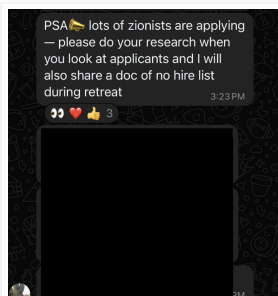 PSA📣 lots of zionists are applying
— please do your research when
you look at applicants and I will
also share a doc of no hire list
during retreat
3:23 PM
👀 ❤️ 👍 3
PM